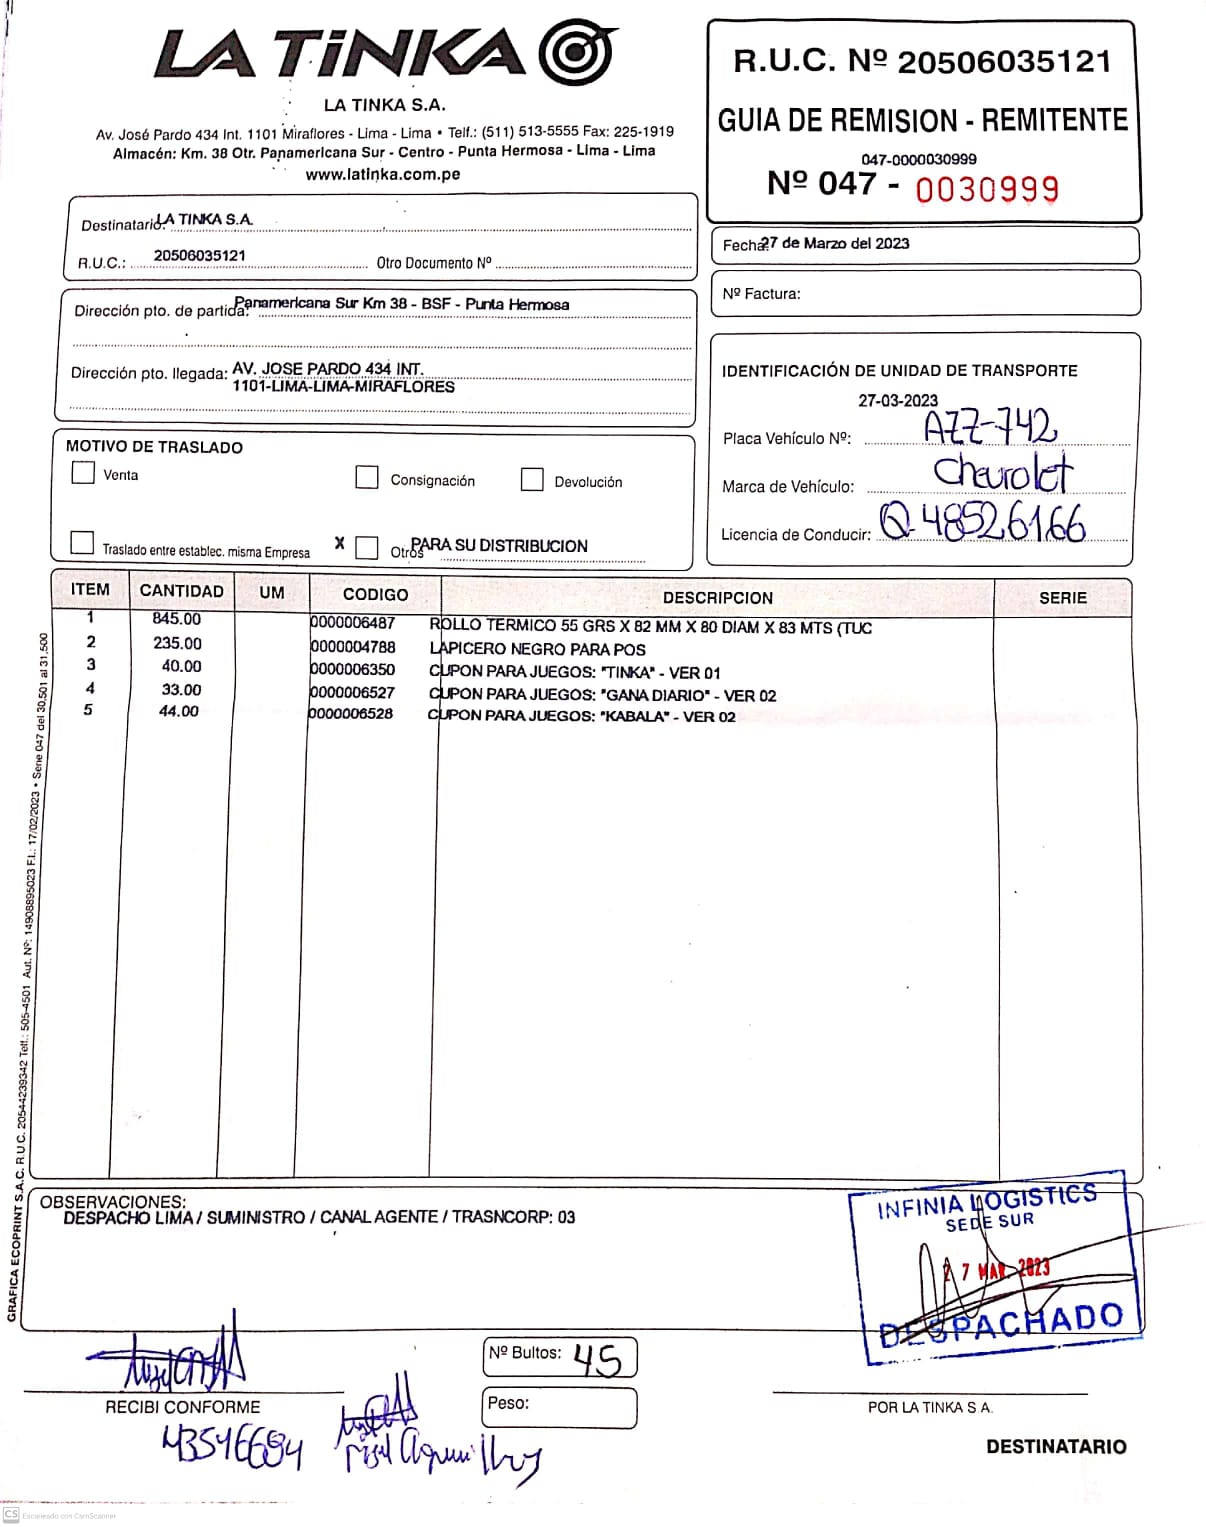 LA TiNKA
LA TINKA S.A.
Av. José Pardo 434 Int. 1101 Miraflores - Lima - Lima • Telf.: (511) 513-5555 Fax: 225-1919
Almacén: Km. 38 Otr. Panamericana Sur - Centro - Punta Hermosa - Lima - Lima
www.latinka.com.pe
R.U.C. Nº 20506035121
GUIA DE REMISION - REMITENTE
047-0000030999
Nº 047 - 0030999
Destinatario: LA TINKA S.A.
R.U.C.: 20506035121 Otro Documento Nº
Fecha: 27 de Marzo del 2023
Nº Factura:
Dirección pto. de partida: Panamericana Sur Km 38 - BSF - Punta Hermosa
Dirección pto. llegada: AV. JOSE PARDO 434 INT.
1101-LIMA-LIMA-MIRAFLORES
IDENTIFICACIÓN DE UNIDAD DE TRANSPORTE
27-03-2023
Placa Vehículo Nº: AZZ-742
Marca de Vehículo: Chevrolet
Licencia de Conducir: Q 48526166
MOTIVO DE TRASLADO
Venta
Consignación
Devolución
Traslado entre establec. misma Empresa
X Otros PARA SU DISTRIBUCION
ITEM CANTIDAD UM CODIGO DESCRIPCION SERIE
1 845.00 0000006487 ROLLO TERMICO 55 GRS X 82 MM X 80 DIAM X 83 MTS (TUC
2 235.00 0000004788 LAPICERO NEGRO PARA POS
3 40.00 0000006350 CUPON PARA JUEGOS: "TINKA" - VER 01
4 33.00 0000006527 CUPON PARA JUEGOS: "GANA DIARIO" - VER 02
5 44.00 0000006528 CUPON PARA JUEGOS: "KABALA" - VER 02
GRAFICA ECOPRINT S.A.C. R.U.C. 20544239342 Telf.: 505-4501 Aut. Nº: 14908895023 F.I.: 17/02/2023 • Serie 047 del 30,501 al 31,500
OBSERVACIONES:
DESPACHO LIMA / SUMINISTRO / CANAL AGENTE / TRASNCORP: 03
INFINIA LOGISTICS
SEDE SUR
27 MAR. 2023
DESPACHADO
Nº Bultos: 45
Peso:
RECIBI CONFORME
43546684
POR LA TINKA S.A.
DESTINATARIO
CS Escaneado con CamScanner